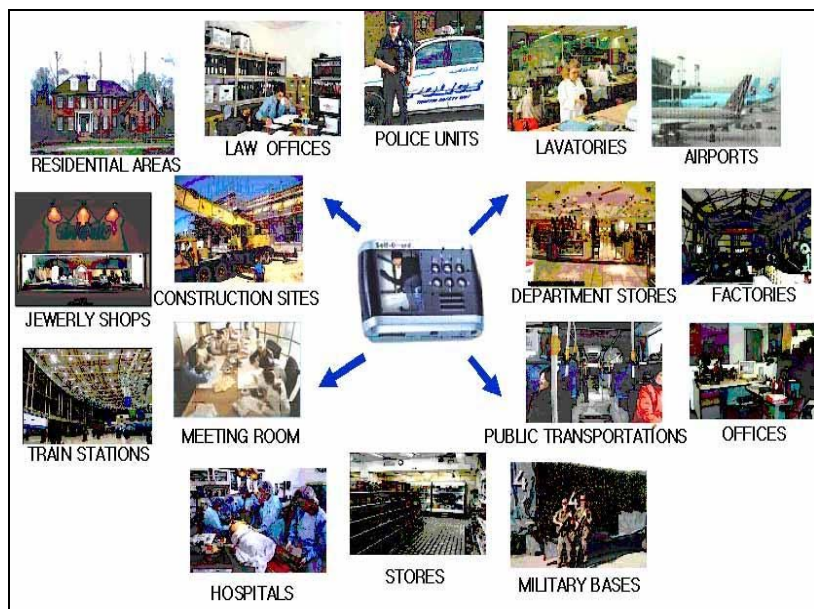 RESIDENTIAL AREAS
LAW OFFICES
POLICE UNITS
POLICE
LAVATORIES
AIRPORTS
JEWERLY SHOPS
CONSTRUCTION SITES
DEPARTMENT STORES
FACTORIES
TRAIN STATIONS
MEETING ROOM
PUBLIC TRANSPORTATIONS
OFFICES
HOSPITALS
STORES
MILITARY BASES